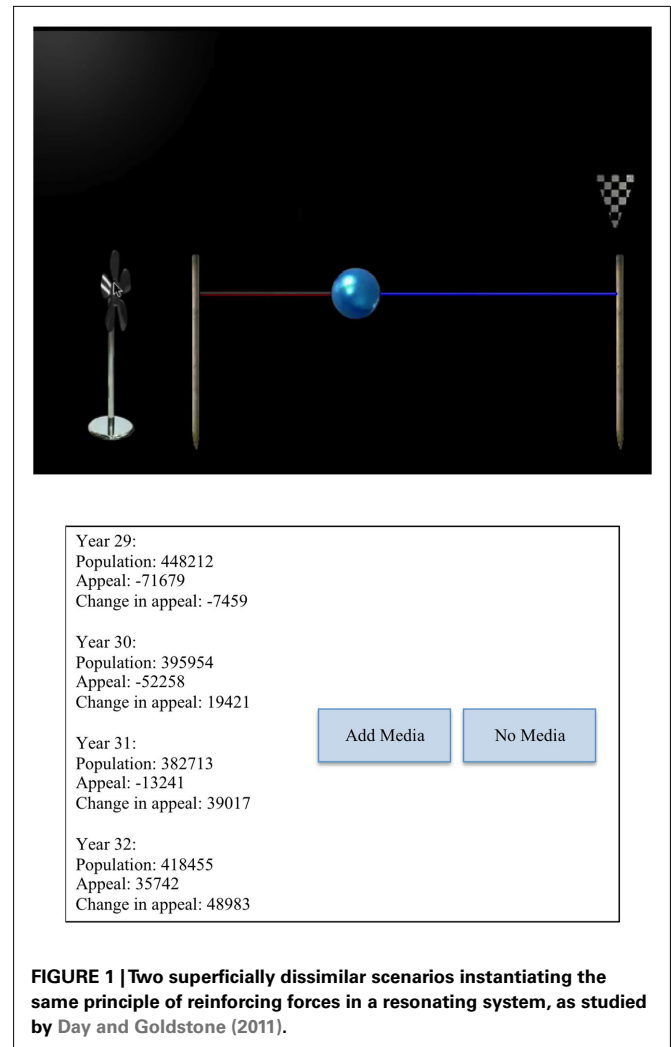 Year 29:
Population: 448212
Appeal: -71679
Change in appeal: -7459
Year 30:
Population: 395954
Appeal: -52258
Change in appeal: 19421
Year 31:
Population: 382713
Appeal: -13241
Change in appeal: 39017
Year 32:
Population: 418455
Appeal: 35742
Change in appeal: 48983
Add Media
No Media
FIGURE 1 | Two superficially dissimilar scenarios instantiating the
same principle of reinforcing forces in a resonating system, as studied
by Day and Goldstone (2011).